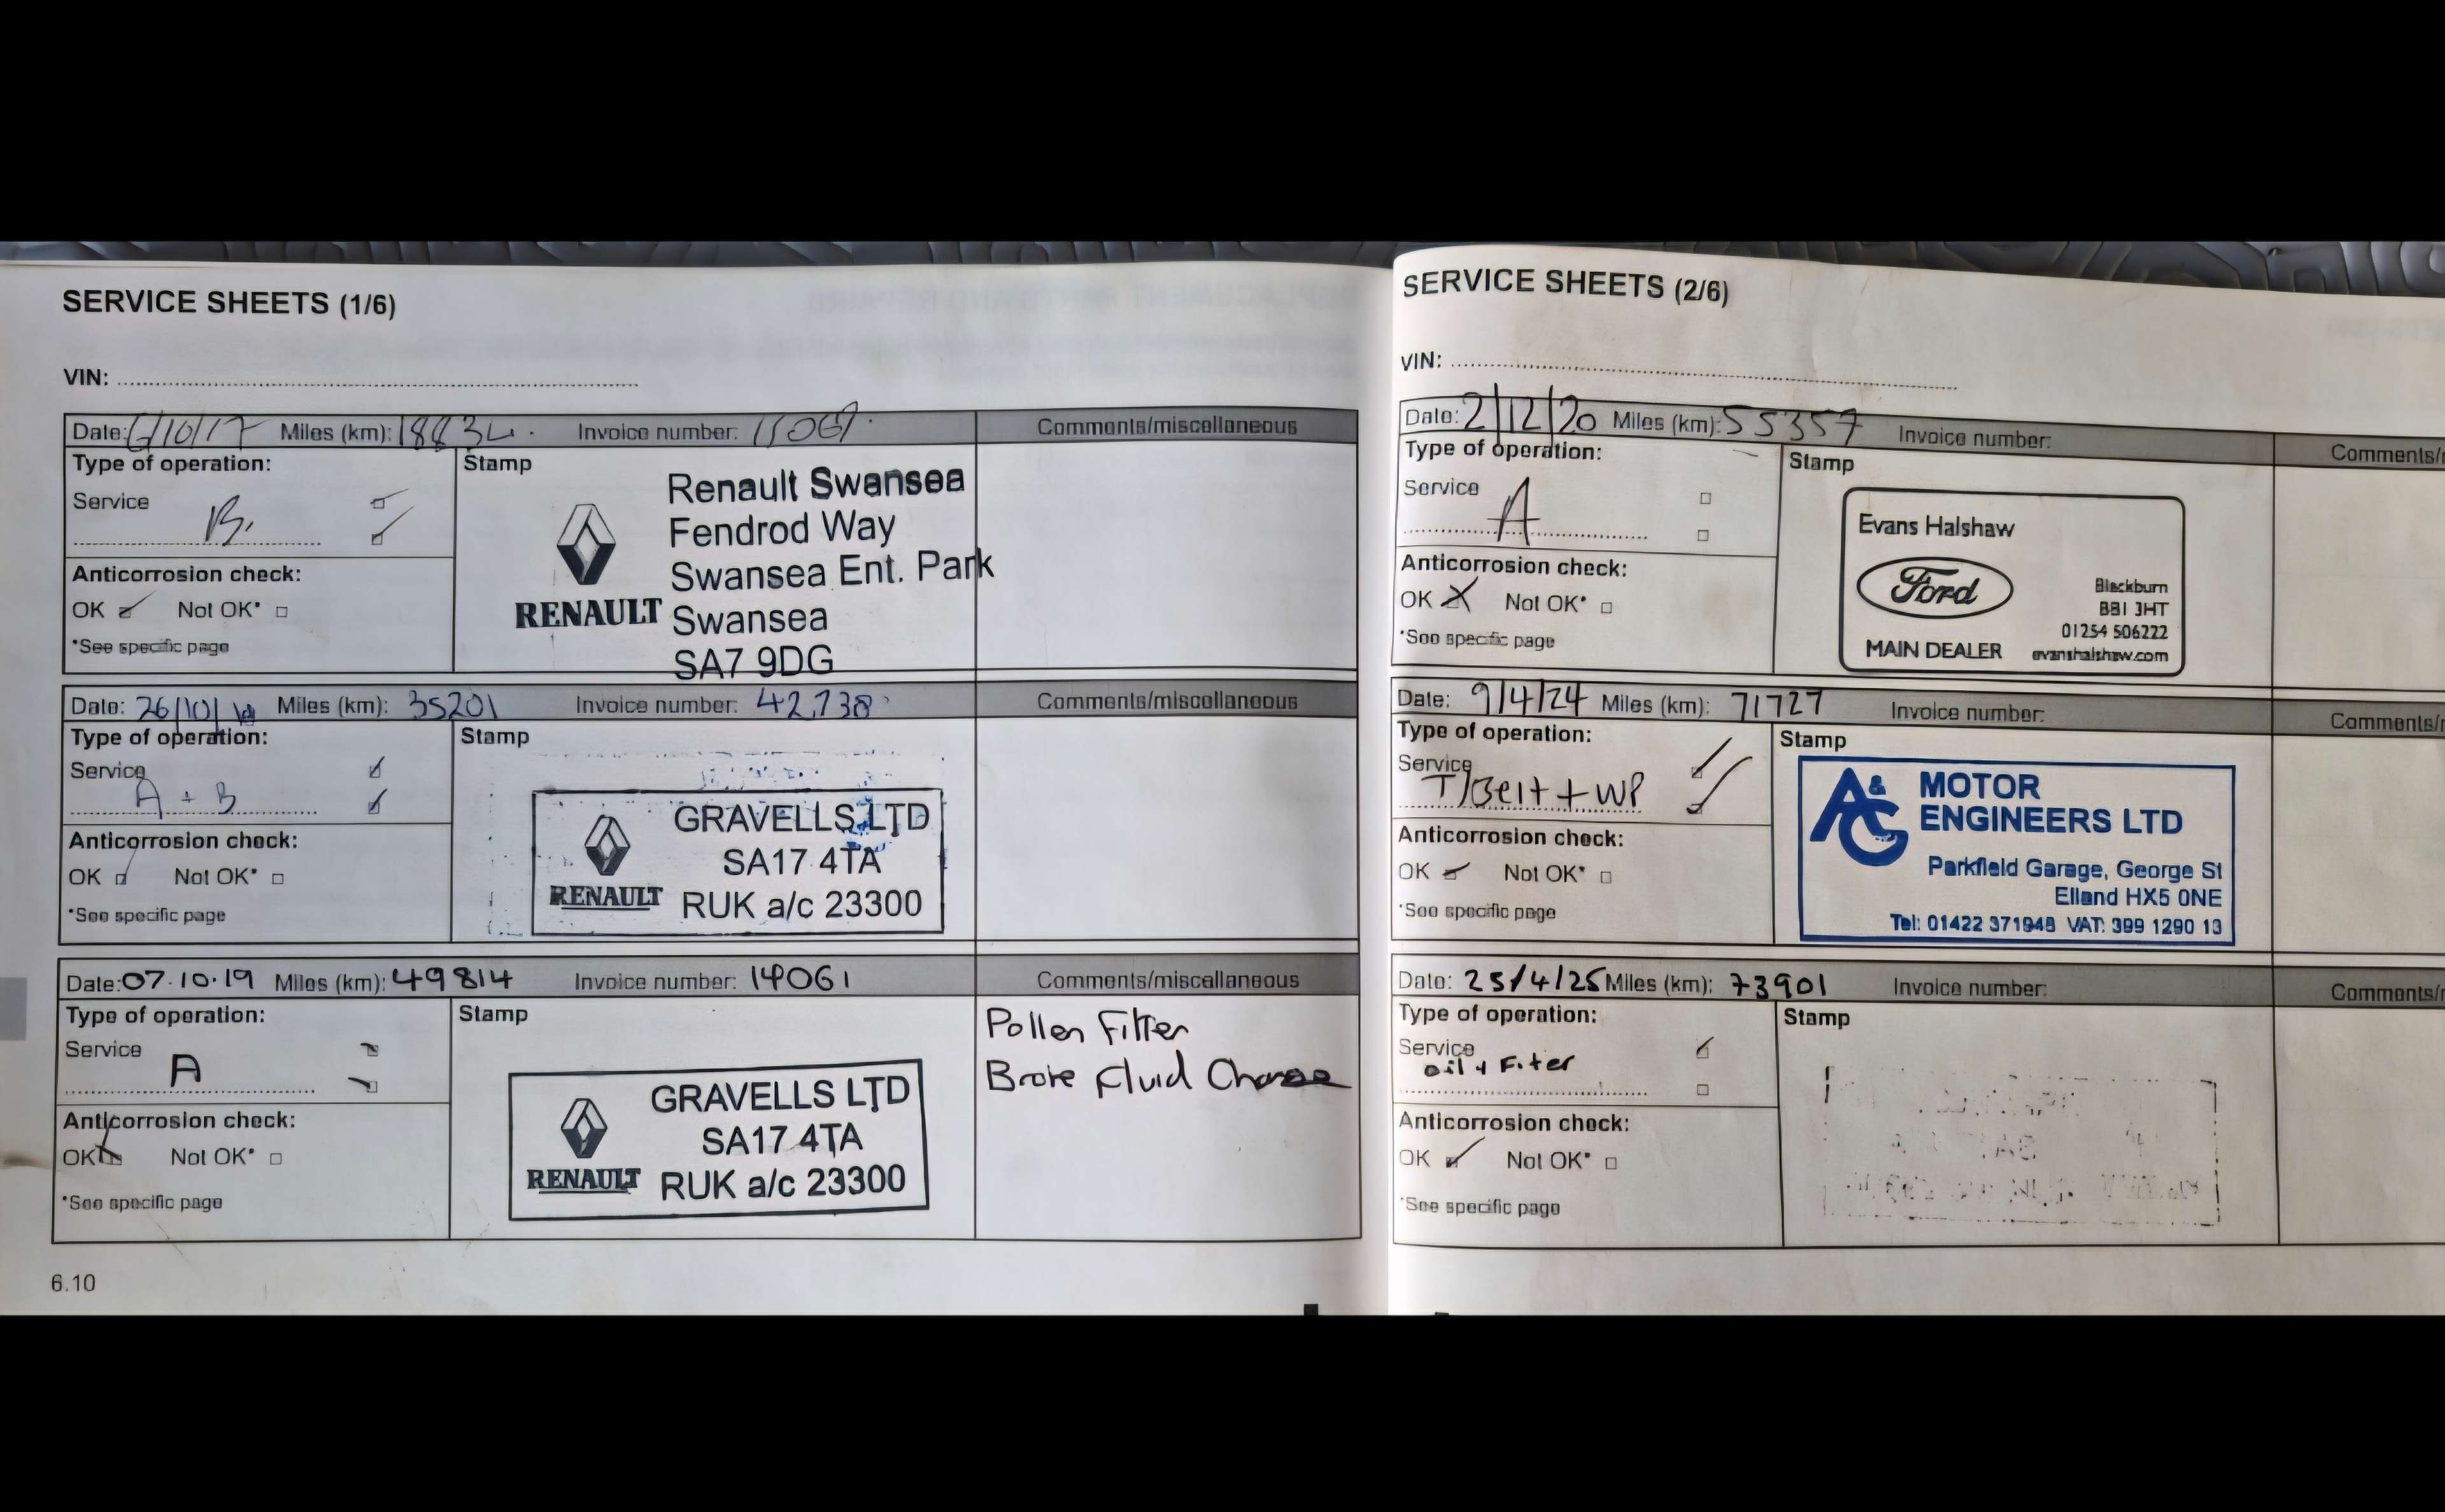 SERVICE SHEETS (1/6)
VIN:
Date: 6/10/17 Miles (km): 18834 Invoice number: Comments/miscellaneous
Type of operation:
Service
B.
Anticorrosion check:
OK Not OK*
*See specific page
Stamp
RENAULT
Renault Swansea
Fendrod Way
Swansea Ent. Park
Swansea
SA7 9DG
Date: 26/10/ Miles (km): 35201 Invoice number: 42738 Comments/miscellaneous
Type of operation:
Service
A + B
Anticorrosion check:
OK Not OK*
*See specific page
Stamp
RENAULT
GRAVELLS LTD
SA17 4TA
RUK a/c 23300
Date: 07.10.19 Miles (km): 49814 Invoice number: 14061 Comments/miscellaneous
Type of operation:
Service
A
Anticorrosion check:
OK Not OK*
*See specific page
Stamp
RENAULT
GRAVELLS LTD
SA17 4TA
RUK a/c 23300
Pollen Filter
Brake Fluid Change
6.10
SERVICE SHEETS (2/6)
VIN:
Date: 2/12/20 Miles (km): 55357 Invoice number: Comments/
Type of operation:
Service
A
Anticorrosion check:
OK Not OK*
*See specific page
Stamp
Evans Halshaw
Ford
MAIN DEALER
Blackburn
BB1 3HT
01254 506222
evanshalshaw.com
Date: 9/4/24 Miles (km): 71727 Invoice number: Comments/
Type of operation:
Service
T/Belt + WP
Anticorrosion check:
OK Not OK*
*See specific page
Stamp
A&G
MOTOR
ENGINEERS LTD
Parkfield Garage, George St
Elland HX5 0NE
Tel: 01422 371948 VAT: 399 1290 13
Date: 25/4/25 Miles (km): 73901 Invoice number: Comments/
Type of operation:
Service
oil + Filter
Anticorrosion check:
OK Not OK*
*See specific page
Stamp